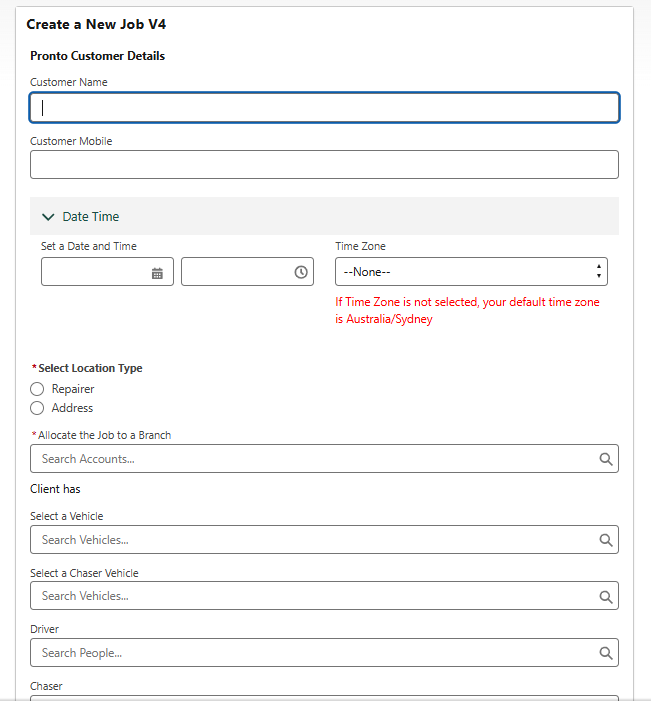 Create a New Job V4
Pronto Customer Details
Customer Name
Customer Mobile
Date Time
Set a Date and Time
Time Zone
--None--
If Time Zone is not selected, your default time zone
is Australia/Sydney
*Select Location Type
Repairer
Address
*Allocate the Job to a Branch
Search Accounts...
Client has
Select a Vehicle
Search Vehicles...
Select a Chaser Vehicle
Search Vehicles...
Driver
Search People...
Chaser